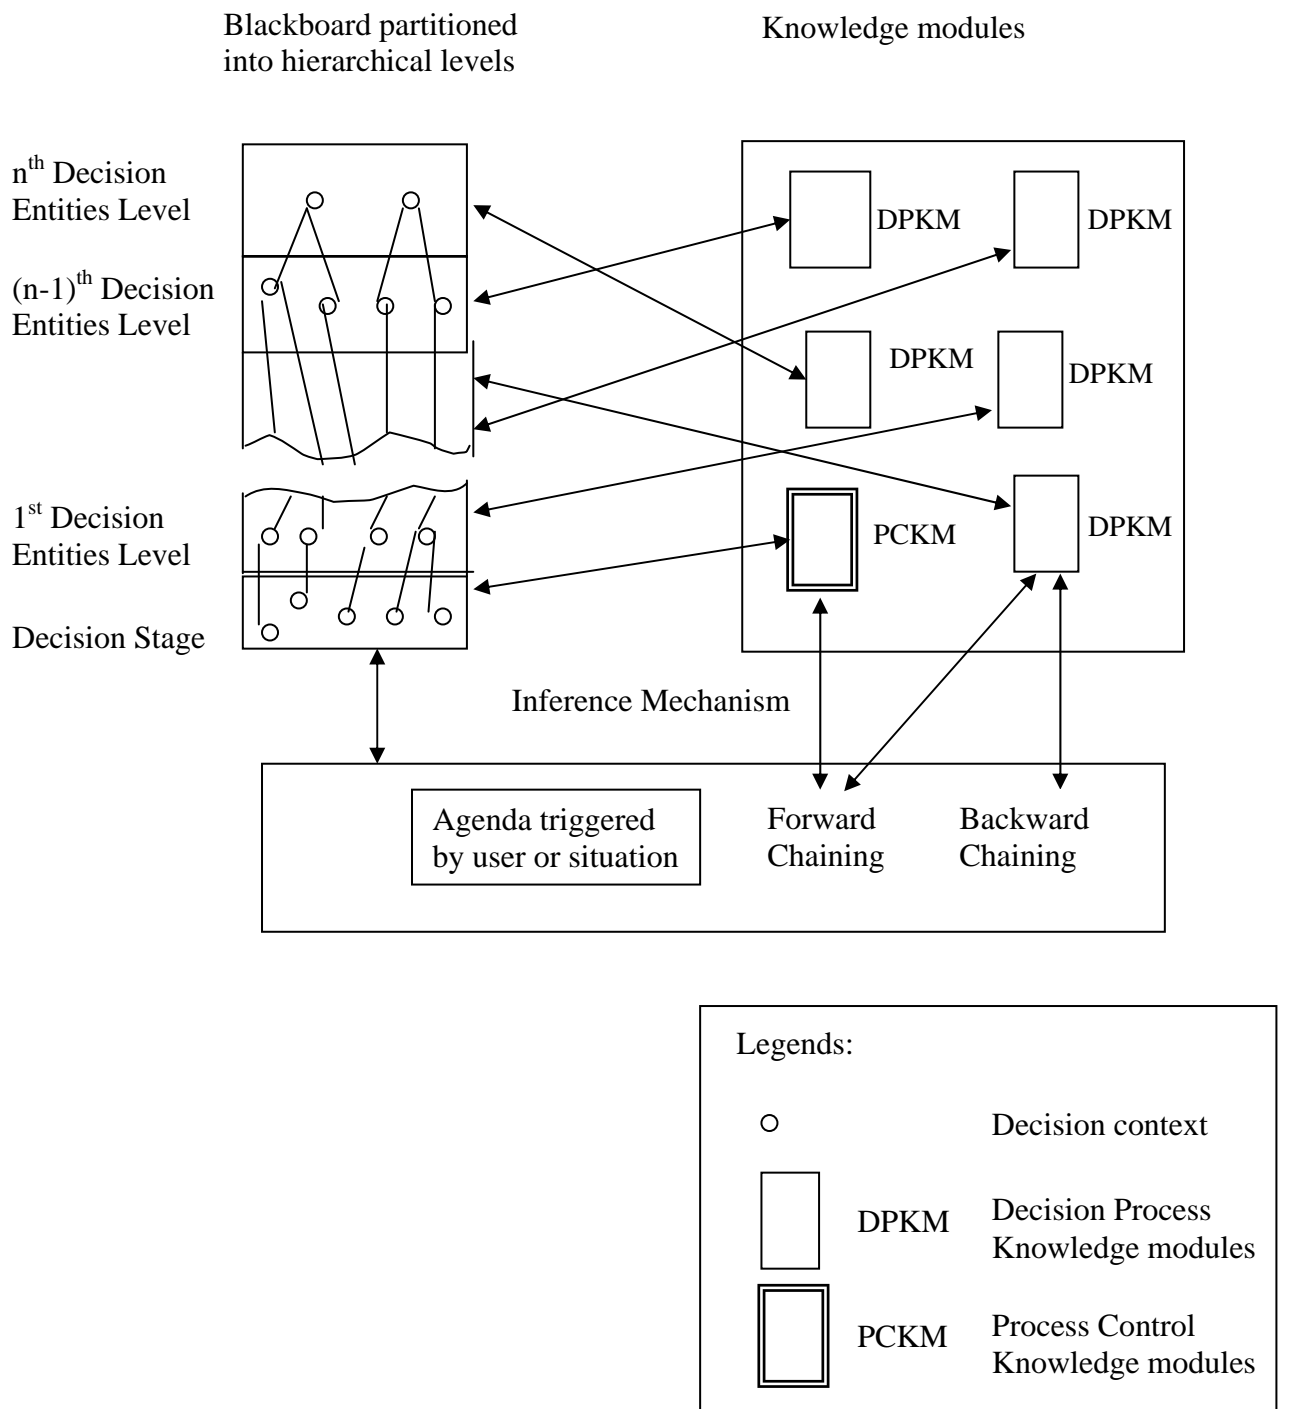 Blackboard partitioned
into hierarchical levels
Knowledge modules
nth Decision
Entities Level
(n-1)th Decision
Entities Level
1st Decision
Entities Level
Decision Stage
DPKM
DPKM
DPKM
DPKM
PCKM
DPKM
Inference Mechanism
Agenda triggered
by user or situation
Forward
Chaining
Backward
Chaining
Legends:
Decision context
DPKM
Decision Process
Knowledge modules
PCKM
Process Control
Knowledge modules